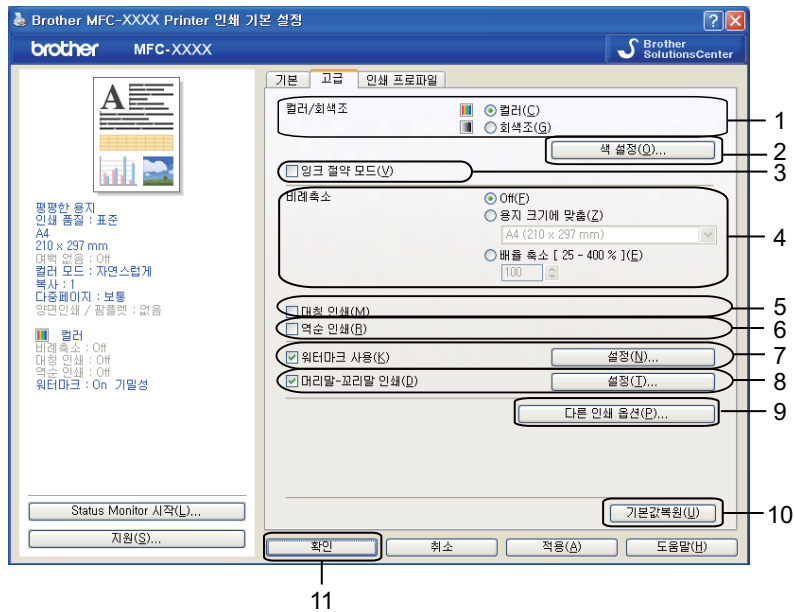 Brother MFC-XXXX Printer 인쇄 기본 설정
brother MFC-XXXX
Brother
SolutionsCenter
평평한 용지
인쇄 품질 : 표준
A4
210 x 297 mm
여백 없음 : Off
컬러 모드 : 자연스럽게
복사 : 1
다중페이지 : 보통
양면인쇄 / 팜플렛 : 없음
컬러
비례축소 : Off
대칭 인쇄 : Off
역순 인쇄 : Off
워터마크 : On 기밀성
Status Monitor 시작(L)...
지원(S)...
기본 고급 인쇄 프로파일
컬러/회색조
컬러(C)
회색조(G)
1
색 설정(O)...
2
잉크 절약 모드(V)
3
비례축소
Off(F)
용지 크기에 맞춤(Z)
A4 (210 x 297 mm)
배율 축소 [ 25 - 400 % ](E)
100
4
대칭 인쇄(M)
5
역순 인쇄(R)
6
워터마크 사용(K) 설정(N)...
7
머리말-꼬리말 인쇄(D) 설정(T)...
8
다른 인쇄 옵션(P)...
9
기본값복원(U)
10
확인 취소 적용(A) 도움말(H)
11